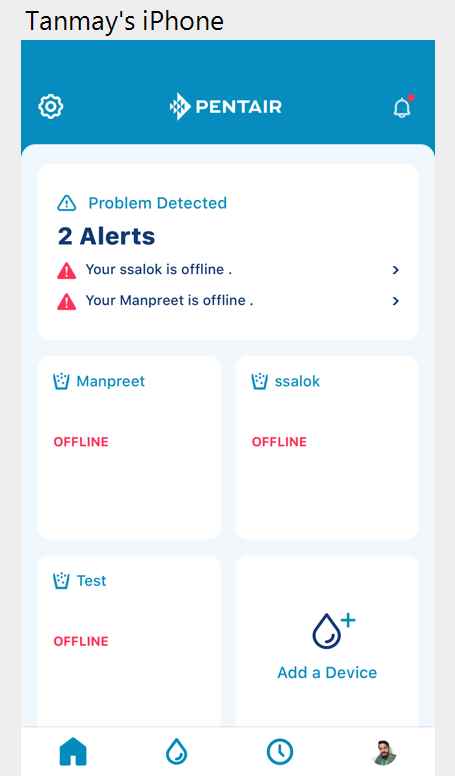 Tanmay's iPhone
PENTAIR
Problem Detected
2 Alerts
Your ssalok is offline .
Your Manpreet is offline .
Manpreet
ssalok
OFFLINE
OFFLINE
Test
OFFLINE
Add a Device